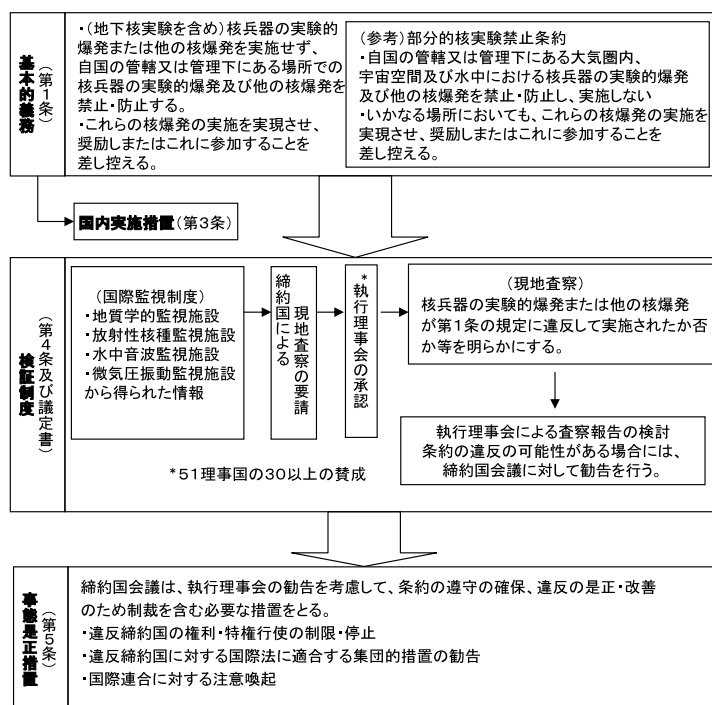 基本的義務
(第1条)
・(地下核実験を含め)核兵器の実験的
爆発または他の核爆発を実施せず、
自国の管轄又は管理下にある場所での
核兵器の実験的爆発及び他の核爆発を
禁止・防止する。
・これらの核爆発の実施を実現させ、
奨励しまたはこれに参加することを
差し控える。
(参考)部分的核実験禁止条約
・自国の管轄又は管理下にある大気圏内、
宇宙空間及び水中における核兵器の実験的爆発
及び他の核爆発を禁止・防止し、実施しない
・いかなる場所においても、これらの核爆発の実施を
実現させ、奨励しまたはこれに参加することを
差し控える。
国内実施措置(第3条)
検証制度
(第4条及び議定書)
(国際監視制度)
・地質学的監視施設
・放射性核種監視施設
・水中音波監視施設
・微気圧振動監視施設
から得られた情報
締約国による
現地査察の要請
*執行理事会の承認
(現地査察)
核兵器の実験的爆発または他の核爆発
が第1条の規定に違反して実施されたか否
か等を明らかにする。
執行理事会による査察報告の検討
条約の違反の可能性がある場合には、
締約国会議に対して勧告を行う。
*51理事国の30以上の賛成
事態是正措置
(第5条)
締約国会議は、執行理事会の勧告を考慮して、条約の遵守の確保、違反の是正・改善
のため制裁を含む必要な措置をとる。
・違反締約国の権利・特権行使の制限・停止
・違反締約国に対する国際法に適合する集団的措置の勧告
・国際連合に対する注意喚起